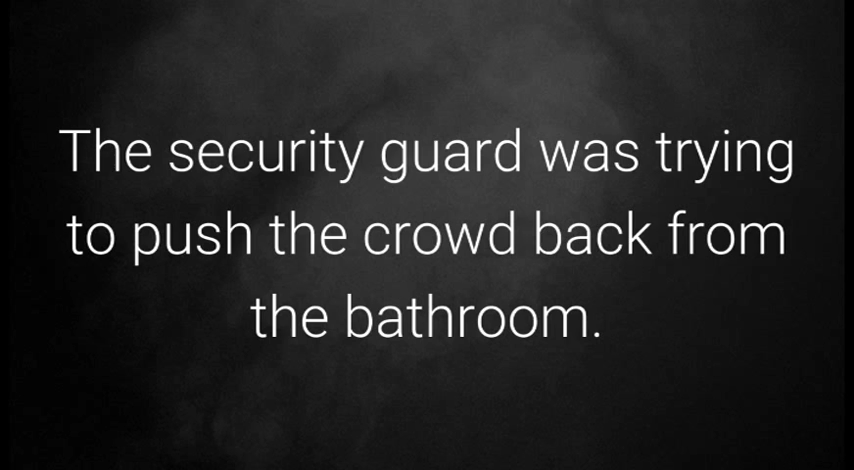 The security guard was trying
to push the crowd back from
the bathroom.